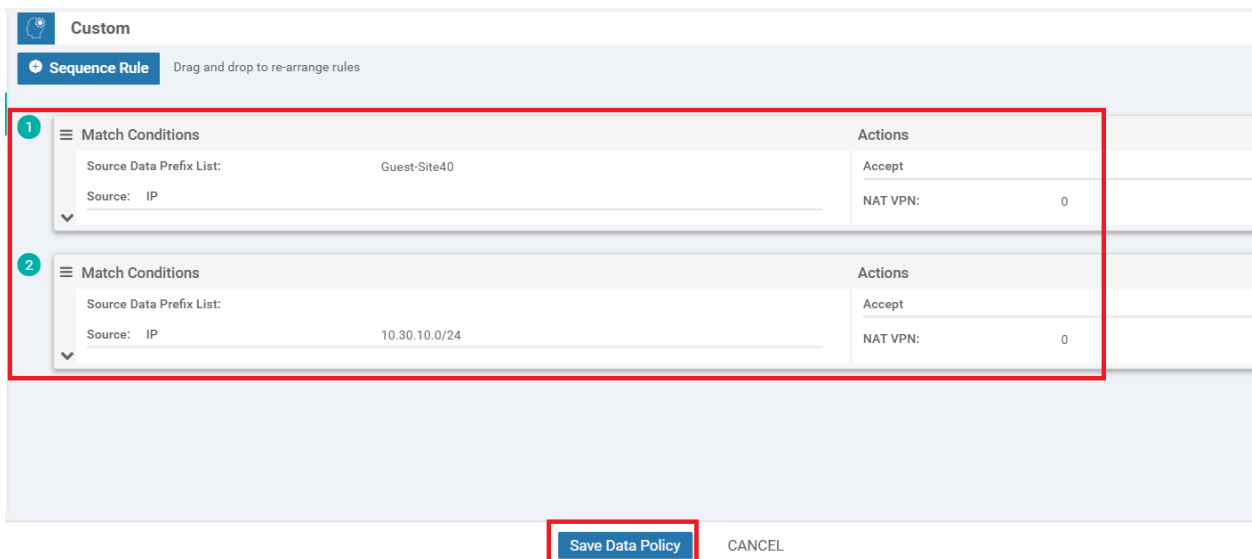 Custom
Sequence Rule Drag and drop to re-arrange rules
1
Match Conditions Actions
Source Data Prefix List: Guest-Site40 Accept
Source: IP NAT VPN: 0
2
Match Conditions Actions
Source Data Prefix List: Accept
Source: IP 10.30.10.0/24 NAT VPN: 0
Save Data Policy CANCEL